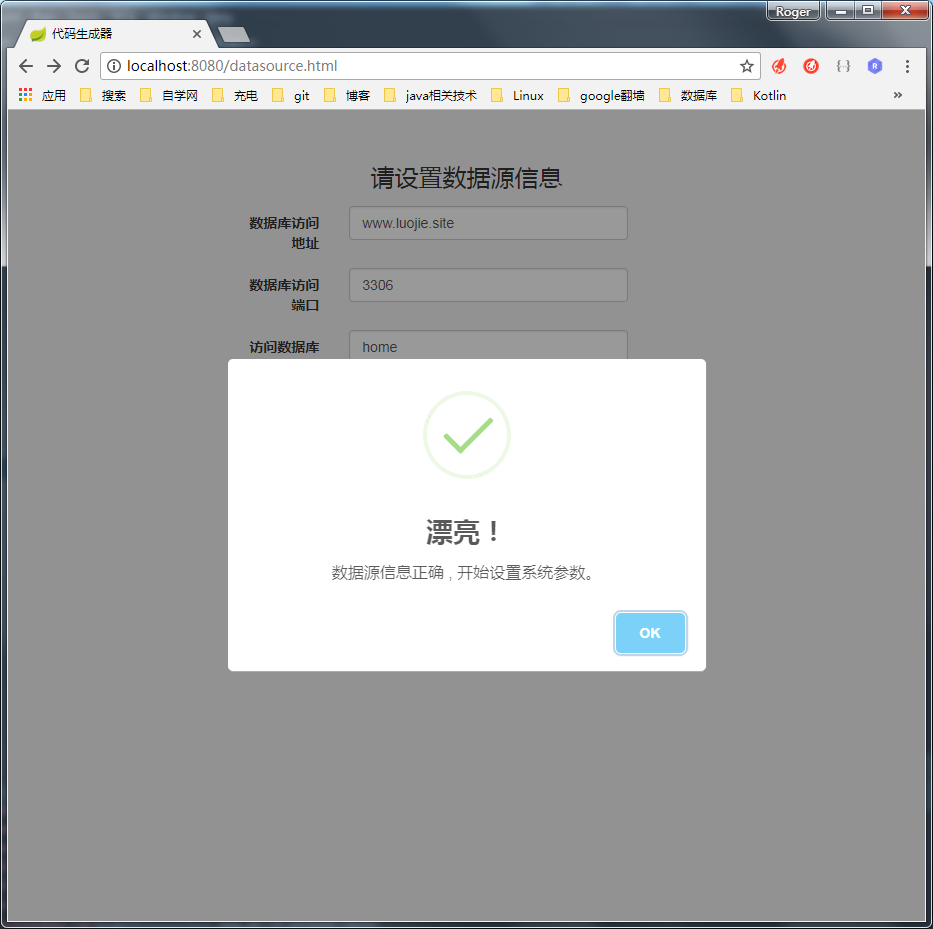 Roger
代码生成器
localhost:8080/datasource.html
R
应用 搜索 自学网 充电 git 博客 java相关技术 Linux google翻墙 数据库 Kotlin »
请设置数据源信息
数据库访问
地址
www.luojie.site
数据库访问
端口
3306
访问数据库
home
漂亮！
数据源信息正确，开始设置系统参数。
OK